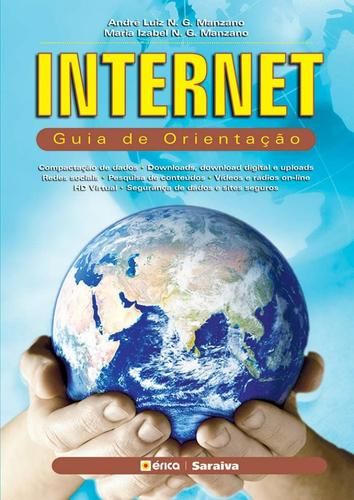 André Luiz N. G. Manzano
Maria Izabel N. G. Manzano
INTERNET
Guia de Orientação
Compactação de dados • Downloads, download digital e uploads
Redes sociais • Pesquisa de conteúdos • Vídeos e rádios on-line
HD Virtual • Segurança de dados e sites seguros
érica | Saraiva